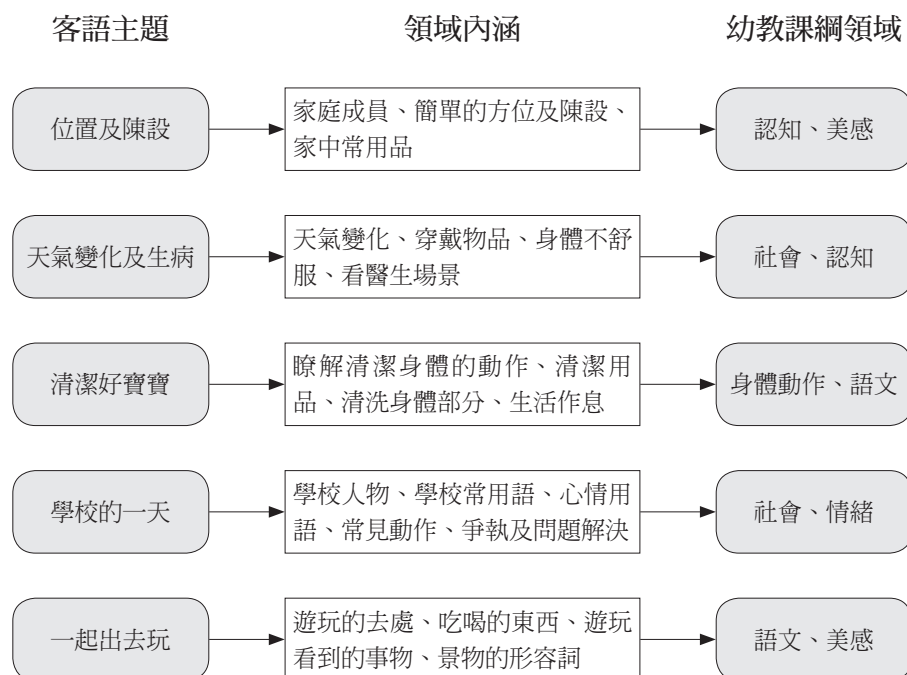 客語主題 領域內涵 幼教課綱領域
位置及陳設
家庭成員、簡單的方位及陳設、
家中常用品
認知、美感
天氣變化及生病
天氣變化、穿戴物品、身體不舒
服、看醫生場景
社會、認知
清潔好寶寶
瞭解清潔身體的動作、清潔用
品、清洗身體部分、生活作息
身體動作、語文
學校的一天
學校人物、學校常用語、心情用
語、常見動作、爭執及問題解決
社會、情緒
一起出去玩
遊玩的去處、吃喝的東西、遊玩
看到的事物、景物的形容詞
語文、美感